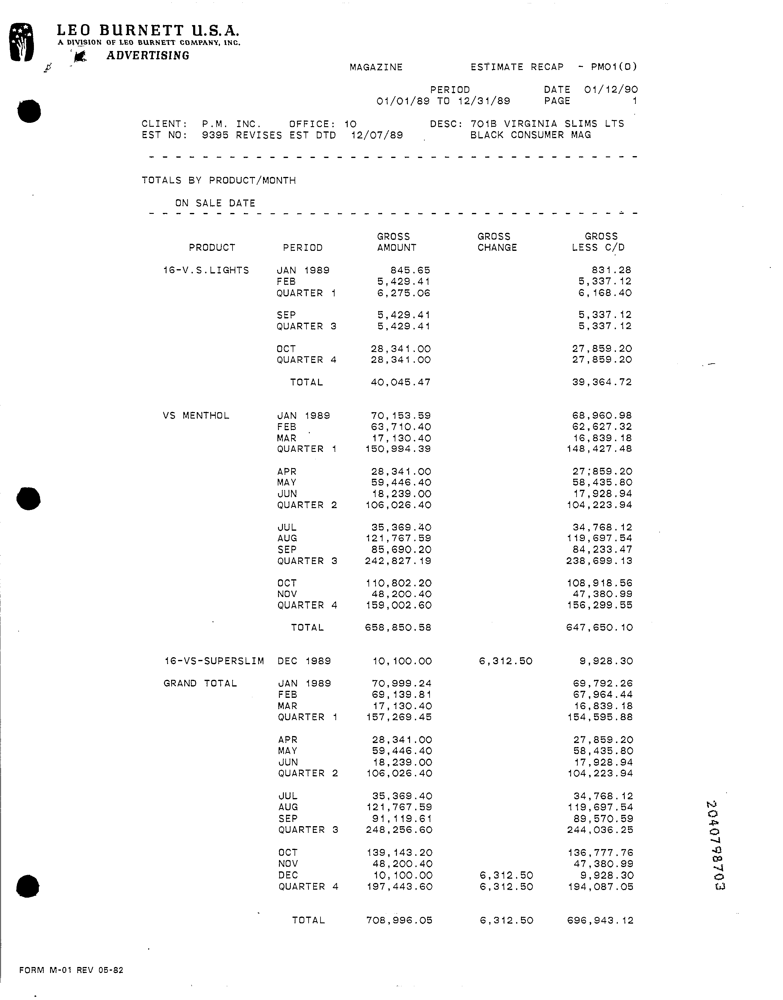 LEO BURNETT U.S.A.
A DIVISION OF LEO BURNETT COMPANY, INC.
ADVERTISING
MAGAZINE ESTIMATE RECAP - PM01(0)
PERIOD DATE 01/12/90
01/01/89 TO 12/31/89 PAGE 1
CLIENT: P.M. INC. OFFICE: 10 DESC: 701B VIRGINIA SLIMS LTS
EST NO: 9395 REVISES EST DTD 12/07/89 BLACK CONSUMER MAG
TOTALS BY PRODUCT/MONTH
ON SALE DATE
GROSS GROSS GROSS
PRODUCT PERIOD AMOUNT CHANGE LESS C/D
16-V.S.LIGHTS JAN 1989 845.65 831.28
FEB 5,429.41 5,337.12
QUARTER 1 6,275.06 6,168.40
SEP 5,429.41 5,337.12
QUARTER 3 5,429.41 5,337.12
OCT 28,341.00 27,859.20
QUARTER 4 28,341.00 27,859.20
TOTAL 40,045.47 39,364.72
VS MENTHOL JAN 1989 70,153.59 68,960.98
FEB 63,710.40 62,627.32
MAR 17,130.40 16,839.18
QUARTER 1 150,994.39 148,427.48
APR 28,341.00 27,859.20
MAY 59,446.40 58,435.80
JUN 18,239.00 17,928.94
QUARTER 2 106,026.40 104,223.94
JUL 35,369.40 34,768.12
AUG 121,767.59 119,697.54
SEP 85,690.20 84,233.47
QUARTER 3 242,827.19 238,699.13
OCT 110,802.20 108,918.56
NOV 48,200.40 47,380.99
QUARTER 4 159,002.60 156,299.55
TOTAL 658,850.58 647,650.10
16-VS-SUPERSLIM DEC 1989 10,100.00 6,312.50 9,928.30
GRAND TOTAL JAN 1989 70,999.24 69,792.26
FEB 69,139.81 67,964.44
MAR 17,130.40 16,839.18
QUARTER 1 157,269.45 154,595.88
APR 28,341.00 27,859.20
MAY 59,446.40 58,435.80
JUN 18,239.00 17,928.94
QUARTER 2 106,026.40 104,223.94
JUL 35,369.40 34,768.12
AUG 121,767.59 119,697.54
SEP 91,119.61 89,570.59
QUARTER 3 248,256.60 244,036.25
OCT 139,143.20 136,777.76
NOV 48,200.40 47,380.99
DEC 10,100.00 6,312.50 9,928.30
QUARTER 4 197,443.60 6,312.50 194,087.05
TOTAL 708,996.05 6,312.50 696,943.12
2040798703
FORM M-01 REV 05-82